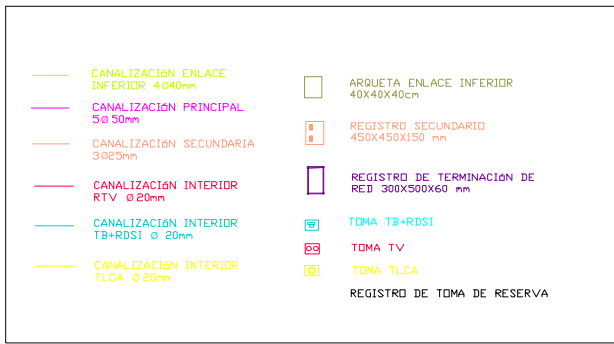 CANALIZACIÓN ENLACE
INFERIOR 4Ø40mm
CANALIZACIÓN PRINCIPAL
5Ø50mm
CANALIZACIÓN SECUNDARIA
3Ø25mm
CANALIZACIÓN INTERIOR
RTV Ø20mm
CANALIZACIÓN INTERIOR
TB+RDSI Ø 20mm
CANALIZACIÓN INTERIOR
TLCA Ø20mm
ARQUETA ENLACE INFERIOR
40X40X40cm
REGISTRO SECUNDARIO
450X450X150 mm
REGISTRO DE TERMINACIÓN DE
RED 300X500X60 mm
TOMA TB+RDSI
TOMA TV
TOMA TLCA
REGISTRO DE TOMA DE RESERVA